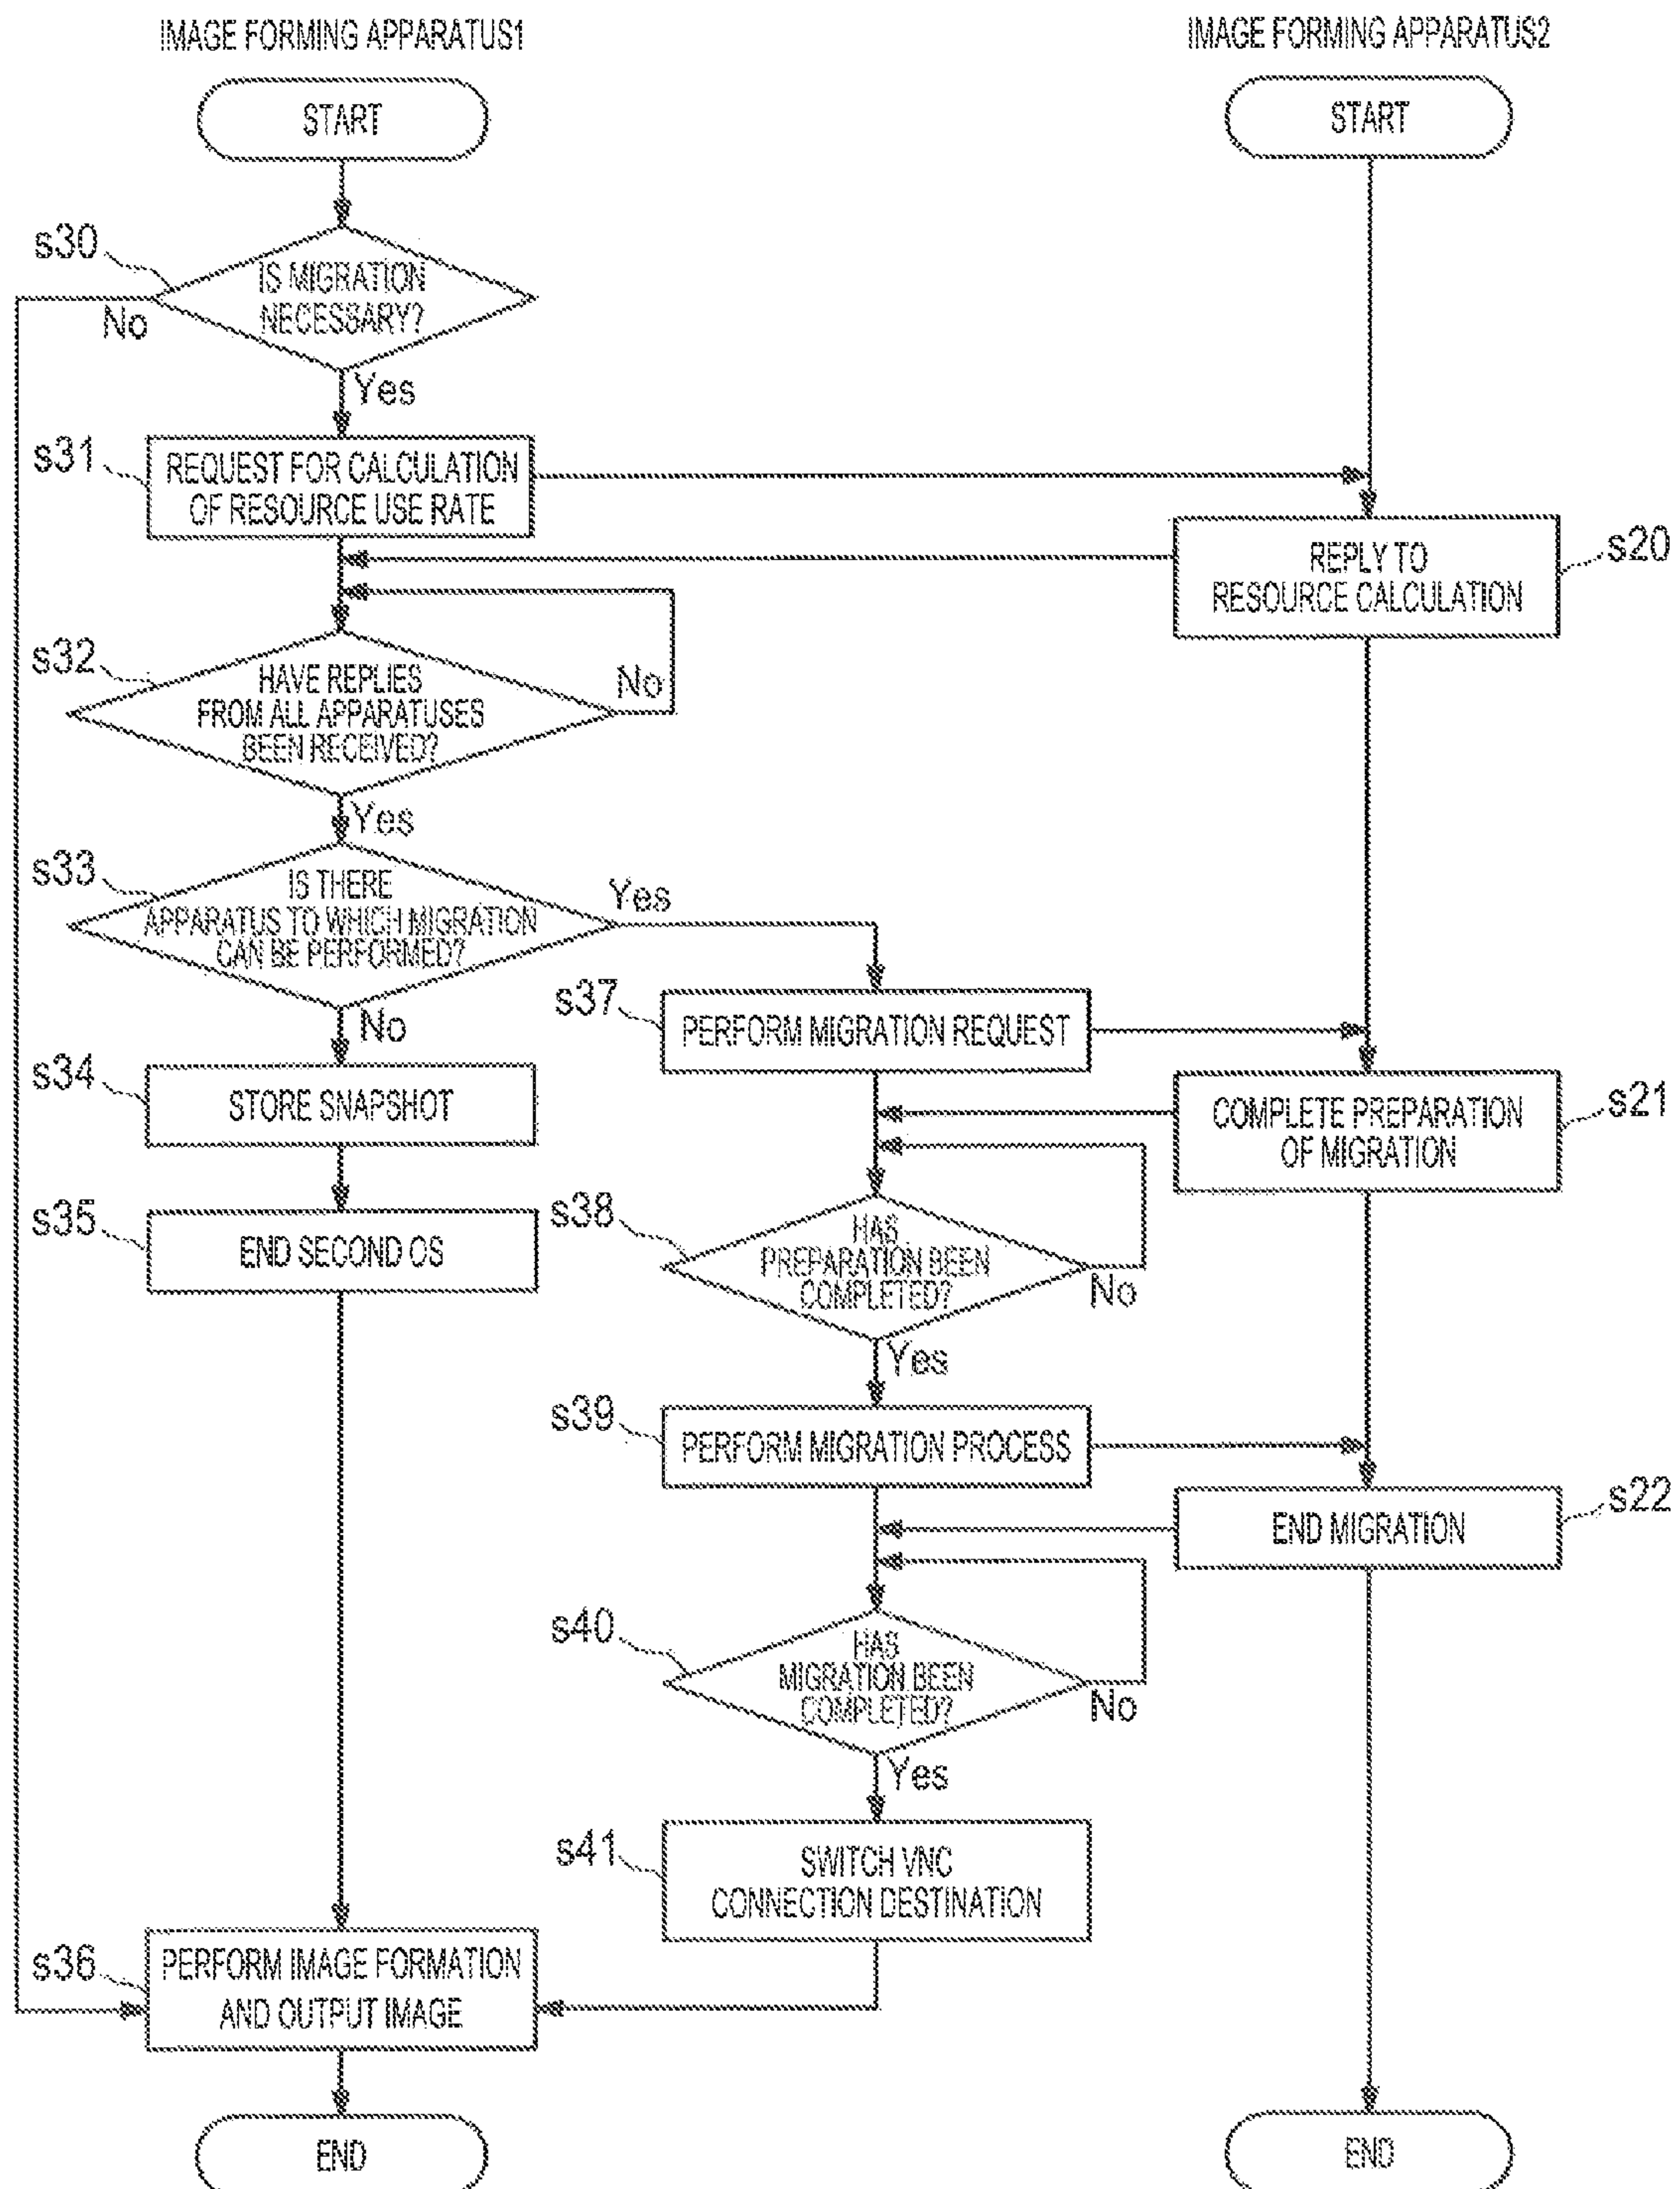 IMAGE FORMING APPARATUS1
IMAGE FORMING APPARATUS2
START
START
s30
IS MIGRATION
NECESSARY?
No
Yes
s31
REQUEST FOR CALCULATION
OF RESOURCE USE RATE
REPLY TO
RESOURCE CALCULATION
s20
s32
HAVE REPLIES
FROM ALL APPARATUSES
BEEN RECEIVED?
No
Yes
s33
IS THERE
APPARATUS TO WHICH MIGRATION
CAN BE PERFORMED?
Yes
No
s37
PERFORM MIGRATION REQUEST
s34
STORE SNAPSHOT
COMPLETE PREPARATION
OF MIGRATION
s21
s35
END SECOND OS
s38
HAS
PREPARATION BEEN
COMPLETED?
No
Yes
s39
PERFORM MIGRATION PROCESS
END MIGRATION
s22
s40
HAS
MIGRATION BEEN
COMPLETED?
No
Yes
s41
SWITCH VNC
CONNECTION DESTINATION
s36
PERFORM IMAGE FORMATION
AND OUTPUT IMAGE
END
END